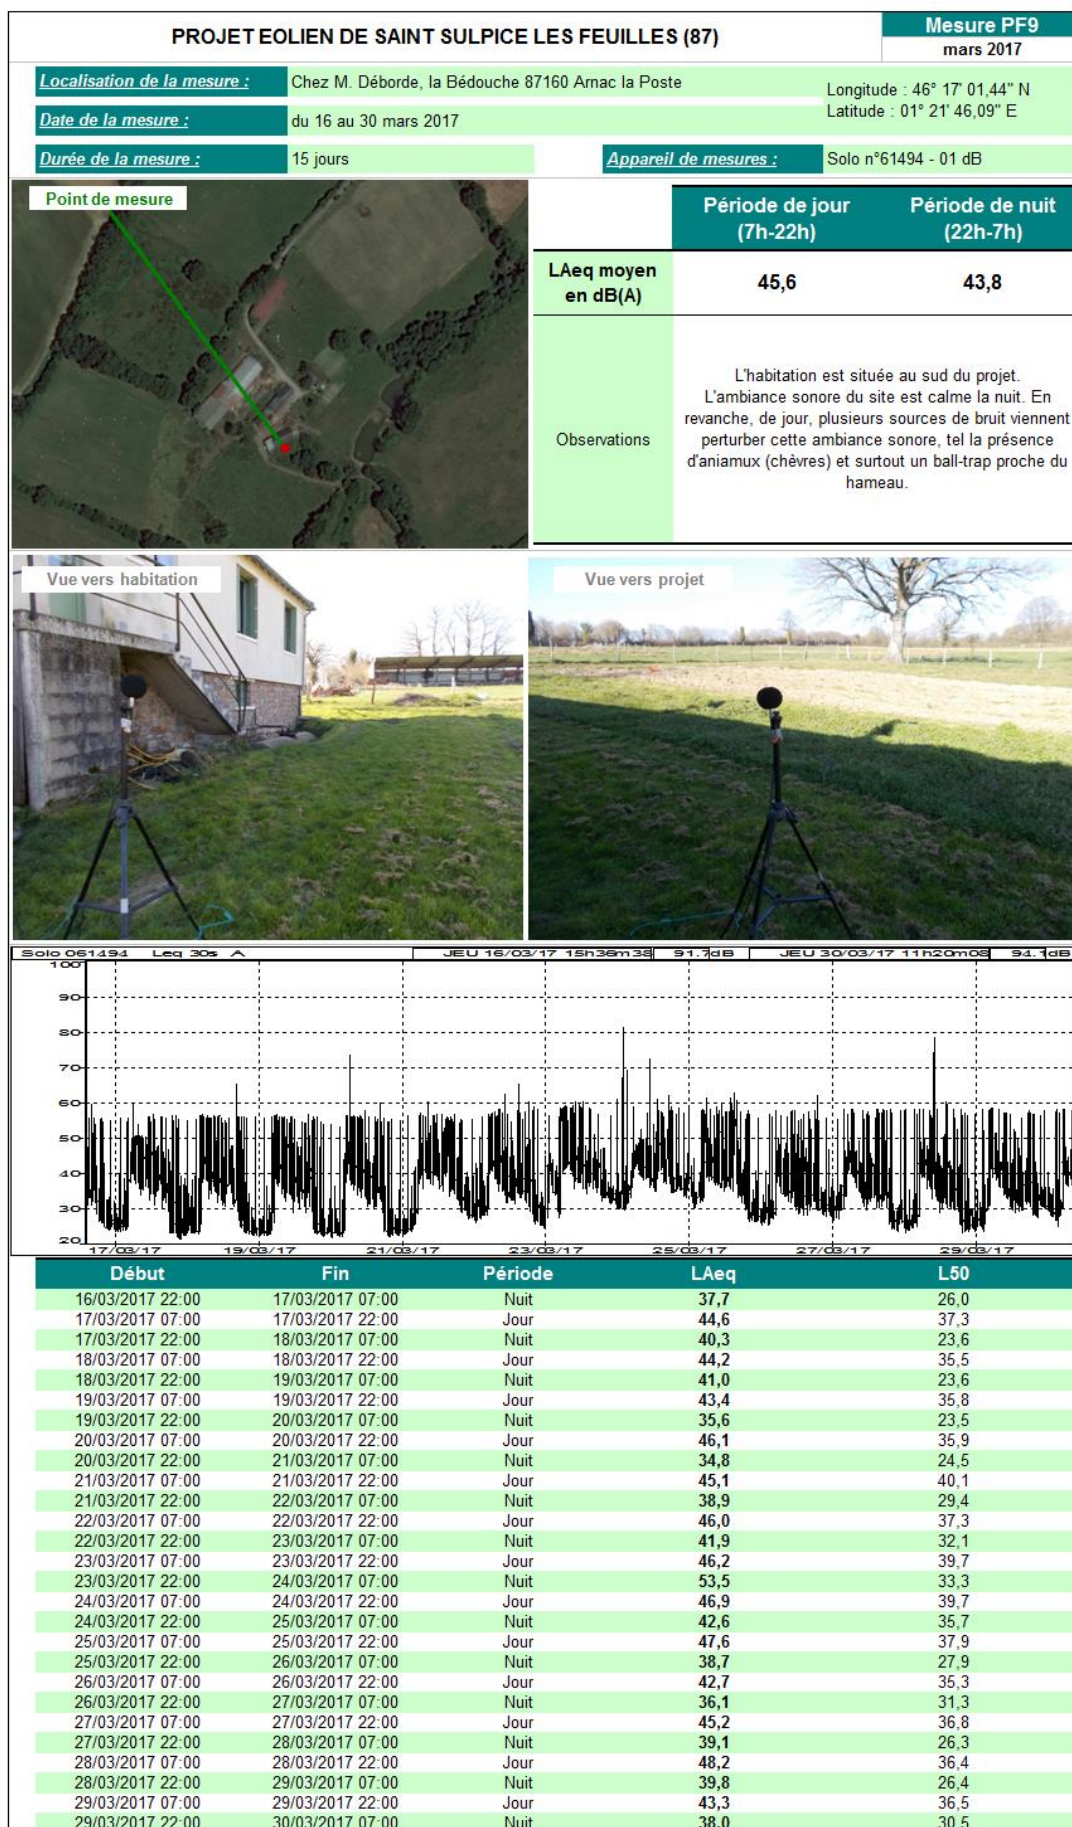 PROJET EOLIEN DE SAINT SULPICE LES FEUILLES (87)
Mesure PF9
mars 2017
Localisation de la mesure :
Chez M. Déborde, la Bédouche 87160 Arnac la Poste
Longitude : 46° 17' 01,44" N
Latitude : 01° 21' 46,09" E
Date de la mesure :
du 16 au 30 mars 2017
Durée de la mesure :
15 jours
Appareil de mesures :
Solo n°61494 - 01 dB
Point de mesure
Période de jour (7h-22h)
Période de nuit (22h-7h)
LAeq moyen en dB(A)
45,6
43,8
Observations
L'habitation est située au sud du projet.
L'ambiance sonore du site est calme la nuit. En
revanche, de jour, plusieurs sources de bruit viennent
perturber cette ambiance sonore, tel la présence
d'aniamux (chèvres) et surtout un ball-trap proche du
hameau.
Vue vers habitation
Vue vers projet
Solo 061494 Leq 30s A JEU 16/03/17 15h36m38 91.7dB JEU 30/03/17 11h20m08 94.1dB
100
90
80
70
60
50
40
30
20
17/03/17 19/03/17 21/03/17 23/03/17 25/03/17 27/03/17 29/03/17
Début Fin Période LAeq L50
16/03/2017 22:00 17/03/2017 07:00 Nuit 37,7 26,0
17/03/2017 07:00 17/03/2017 22:00 Jour 44,6 37,3
17/03/2017 22:00 18/03/2017 07:00 Nuit 40,3 23,6
18/03/2017 07:00 18/03/2017 22:00 Jour 44,2 35,5
18/03/2017 22:00 19/03/2017 07:00 Nuit 41,0 23,6
19/03/2017 07:00 19/03/2017 22:00 Jour 43,4 35,8
19/03/2017 22:00 20/03/2017 07:00 Nuit 35,6 23,5
20/03/2017 07:00 20/03/2017 22:00 Jour 46,1 35,9
20/03/2017 22:00 21/03/2017 07:00 Nuit 34,8 24,5
21/03/2017 07:00 21/03/2017 22:00 Jour 45,1 40,1
21/03/2017 22:00 22/03/2017 07:00 Nuit 38,9 29,4
22/03/2017 07:00 22/03/2017 22:00 Jour 46,0 37,3
22/03/2017 22:00 23/03/2017 07:00 Nuit 41,9 32,1
23/03/2017 07:00 23/03/2017 22:00 Jour 46,2 39,7
23/03/2017 22:00 24/03/2017 07:00 Nuit 53,5 33,3
24/03/2017 07:00 24/03/2017 22:00 Jour 46,9 39,7
24/03/2017 22:00 25/03/2017 07:00 Nuit 42,6 35,7
25/03/2017 07:00 25/03/2017 22:00 Jour 47,6 37,9
25/03/2017 22:00 26/03/2017 07:00 Nuit 38,7 27,9
26/03/2017 07:00 26/03/2017 22:00 Jour 42,7 35,3
26/03/2017 22:00 27/03/2017 07:00 Nuit 36,1 31,3
27/03/2017 07:00 27/03/2017 22:00 Jour 45,2 36,8
27/03/2017 22:00 28/03/2017 07:00 Nuit 39,1 26,3
28/03/2017 07:00 28/03/2017 22:00 Jour 48,2 36,4
28/03/2017 22:00 29/03/2017 07:00 Nuit 39,8 26,4
29/03/2017 07:00 29/03/2017 22:00 Jour 43,3 36,5
29/03/2017 22:00 30/03/2017 07:00 Nuit 38,0 30,5